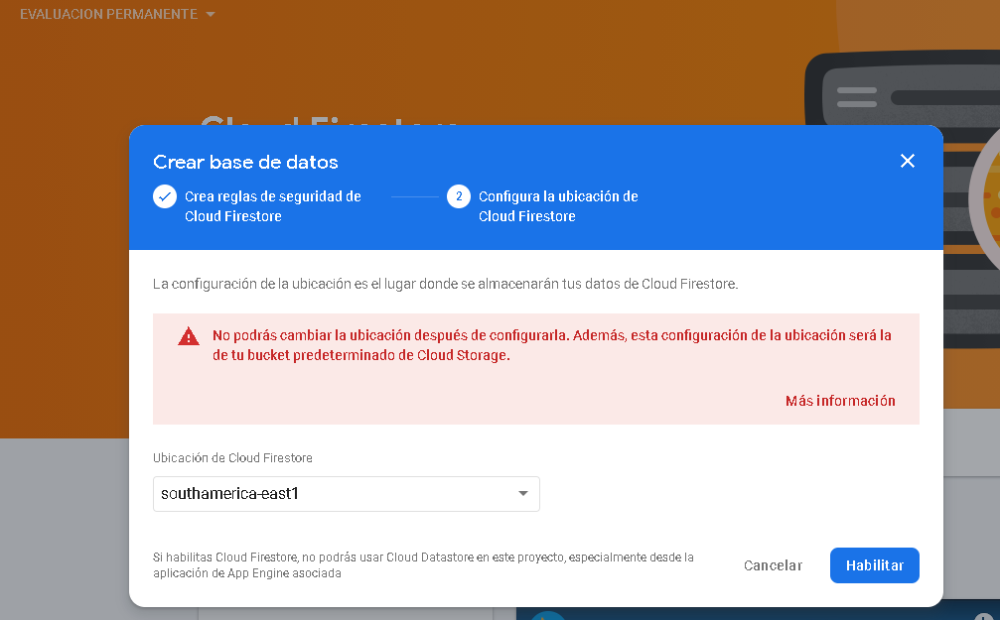 EVALUACION PERMANENTE
Cloud Firestore
Crear base de datos
Crea reglas de seguridad de
Cloud Firestore
2
Configura la ubicación de
Cloud Firestore
La configuración de la ubicación es el lugar donde se almacenarán tus datos de Cloud Firestore.
No podrás cambiar la ubicación después de configurarla. Además, esta configuración de la ubicación será la
de tu bucket predeterminado de Cloud Storage.
Más información
Ubicación de Cloud Firestore
southamerica-east1
Si habilitas Cloud Firestore, no podrás usar Cloud Datastore en este proyecto, especialmente desde la
aplicación de App Engine asociada
Cancelar
Habilitar